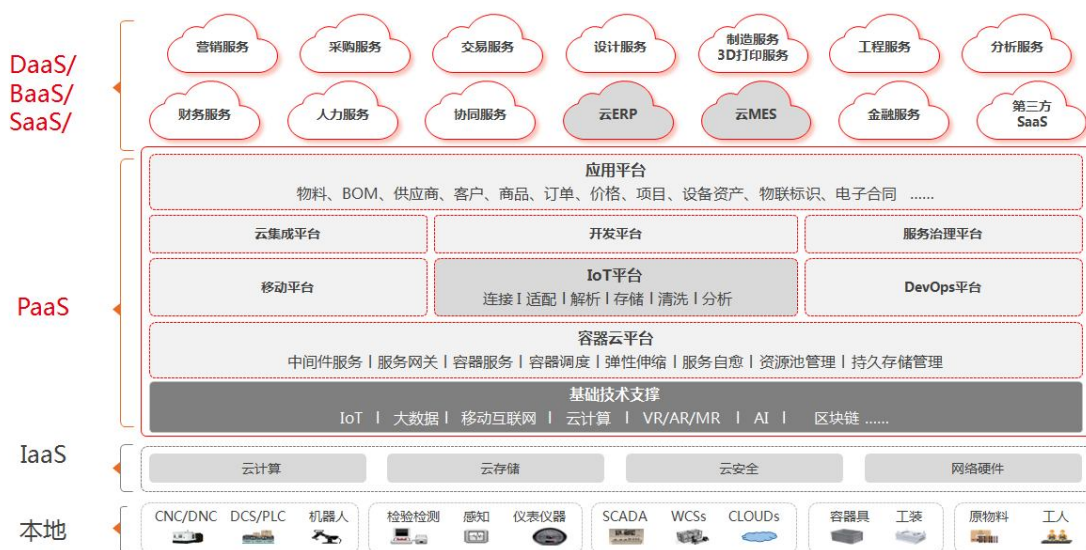 DaaS/
BaaS/
SaaS/
营销服务
采购服务
交易服务
设计服务
制造服务
3D打印服务
工程服务
分析服务
财务服务
人力服务
协同服务
云ERP
云MES
金融服务
第三方
SaaS
PaaS
应用平台
物料、BOM、供应商、客户、商品、订单、价格、项目、设备资产、物联标识、电子合同 ……
云集成平台
开发平台
服务治理平台
移动平台
IoT平台
连接 I 适配 I 解析 I 存储 I 清洗 I 分析
DevOps平台
容器云平台
中间件服务 I 服务网关 I 容器服务 I 容器调度 I 弹性伸缩 I 服务自愈 I 资源池管理 I 持久存储管理
基础技术支撑
IoT I 大数据 I 移动互联网 I 云计算 I VR/AR/MR I AI I 区块链 ……
IaaS
云计算
云存储
云安全
网络硬件
本地
CNC/DNC
DCS/PLC
机器人
检验检测
感知
仪表仪器
SCADA
WCSs
CLOUDs
容器具
工装
原物料
工人